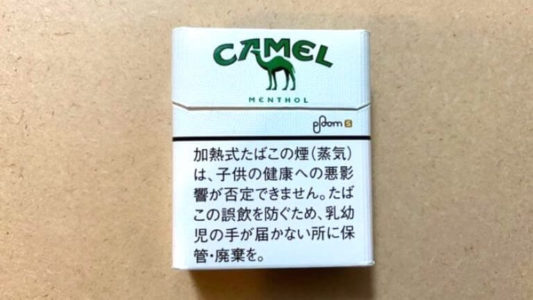 CAMEL
MENTHOL
ploom S
加熱式たばこの煙(蒸気)
は、子供の健康への悪影
響が否定できません。たば
この誤飲を防ぐため、乳幼
児の手が届かない所に保
管・廃棄を。